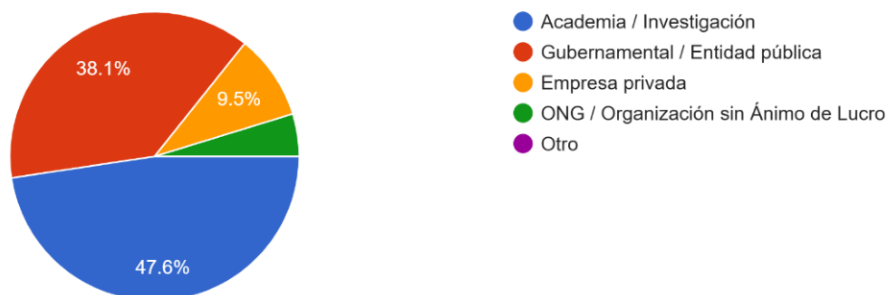 38.1%
9.5%
47.6%
Academia / Investigación
Gubernamental / Entidad pública
Empresa privada
ONG / Organización sin Ánimo de Lucro
Otro